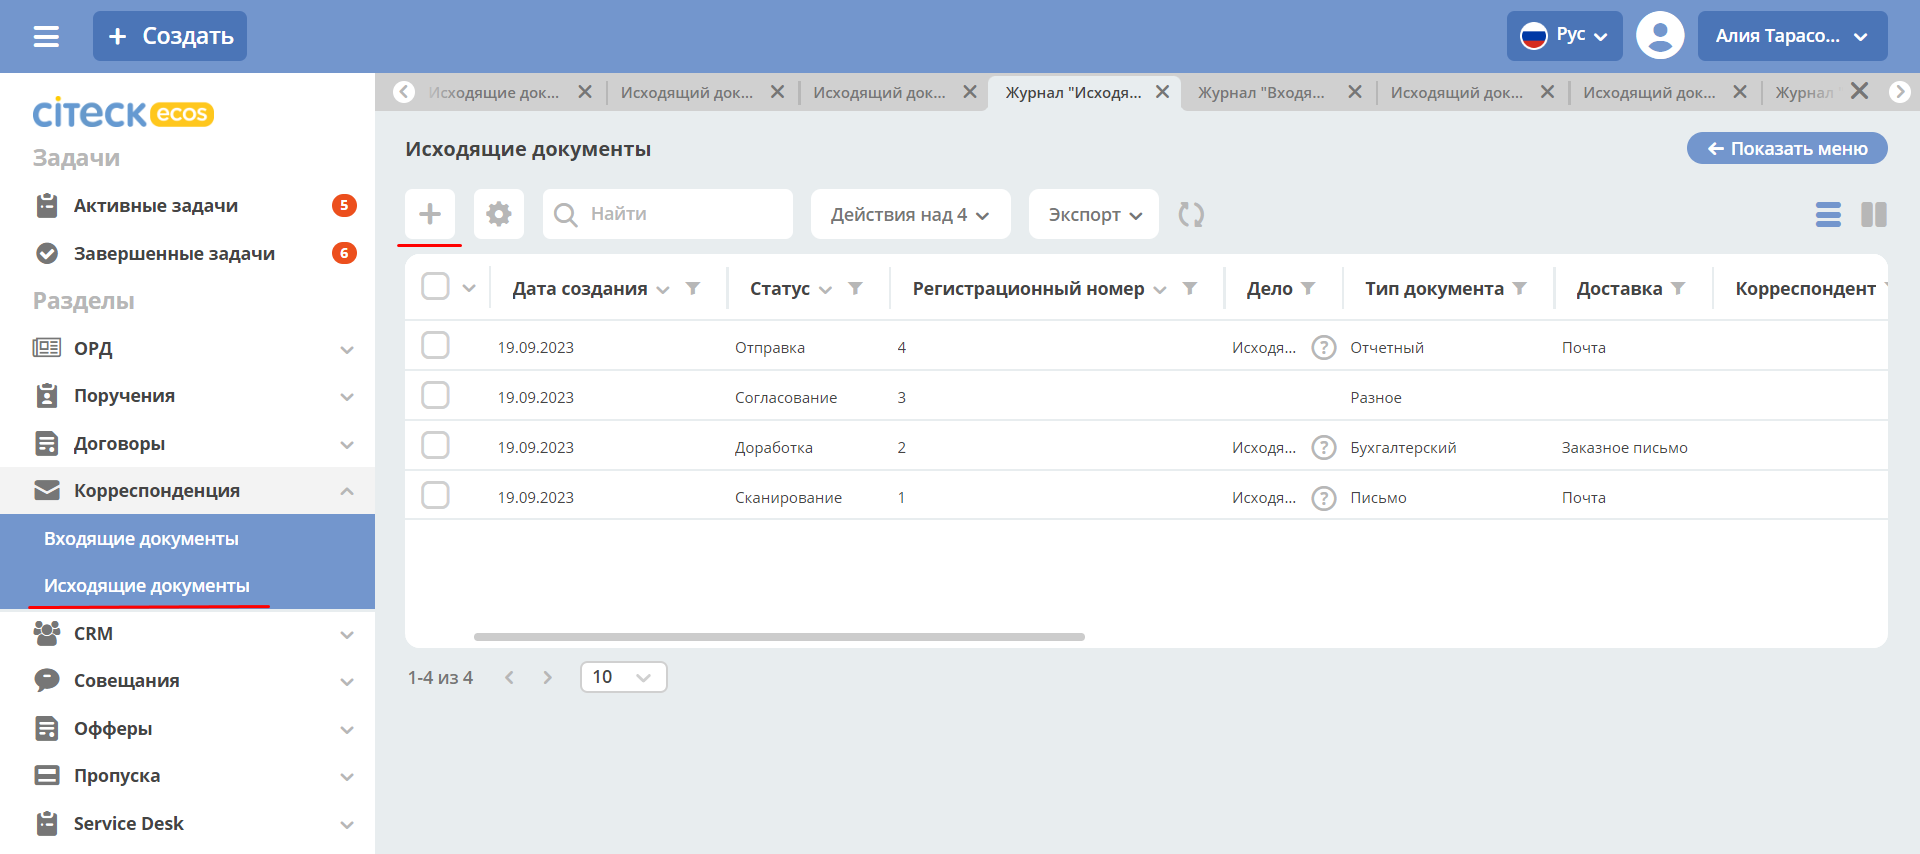 Создать
Рус
Алия Тарасо...
Исходящие док...
Исходящий док...
Исходящий док...
Журнал "Исходя...
Журнал "Входя...
Исходящий док...
Исходящий док...
Журнал
CITECK ecos
Задачи
Активные задачи 5
Завершенные задачи 6
Разделы
ОРД
Поручения
Договоры
Корреспонденция
Входящие документы
Исходящие документы
CRM
Совещания
Офферы
Пропуска
Service Desk
Исходящие документы
Показать меню
Найти
Действия над 4
Экспорт
Дата создания Статус Регистрационный номер Дело Тип документа Доставка Корреспондент
19.09.2023 Отправка 4 Исходя... ? Отчетный Почта
19.09.2023 Согласование 3 Разное
19.09.2023 Доработка 2 Исходя... ? Бухгалтерский Заказное письмо
19.09.2023 Сканирование 1 Исходя... ? Письмо Почта
1-4 из 4
10